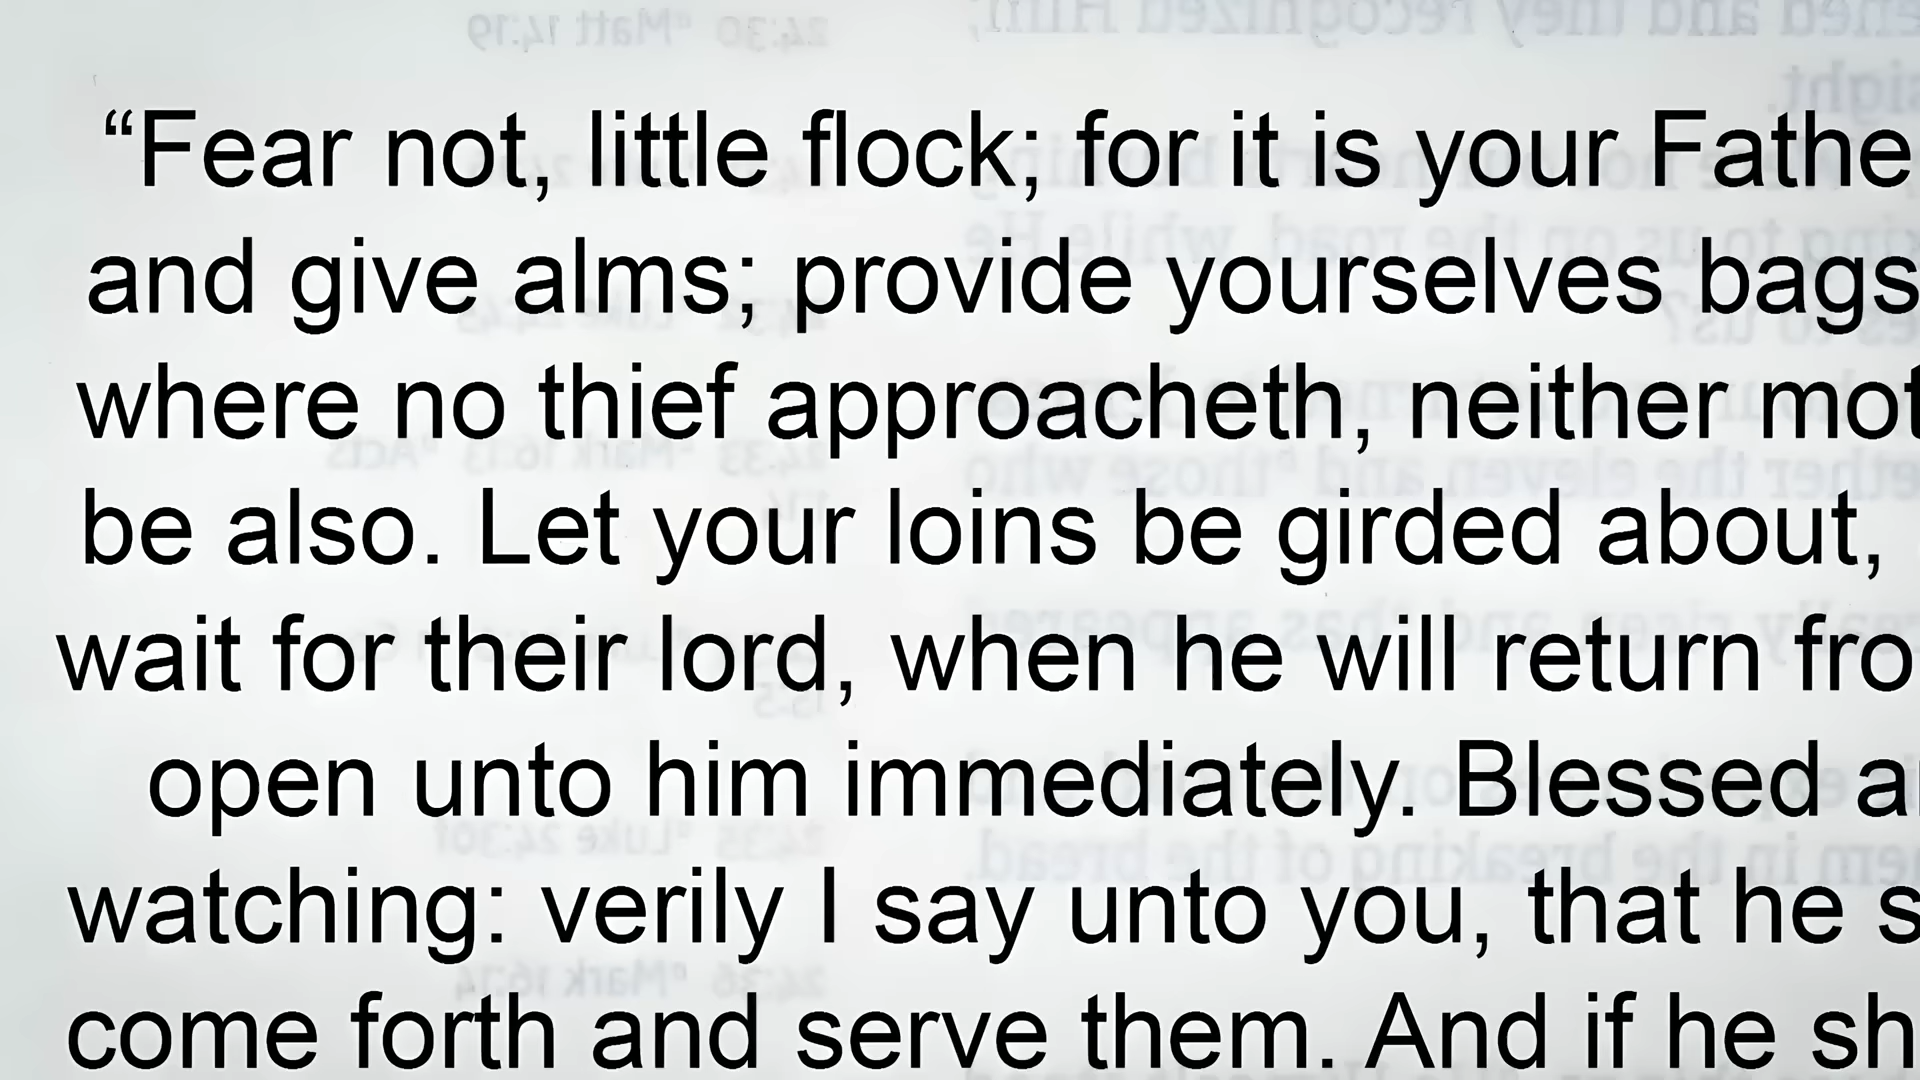 “Fear not, little flock; for it is your Fathe
and give alms; provide yourselves bags
where no thief approacheth, neither mot
be also. Let your loins be girded about,
wait for their lord, when he will return fro
open unto him immediately. Blessed a
watching: verily I say unto you, that he s
come forth and serve them. And if he sh